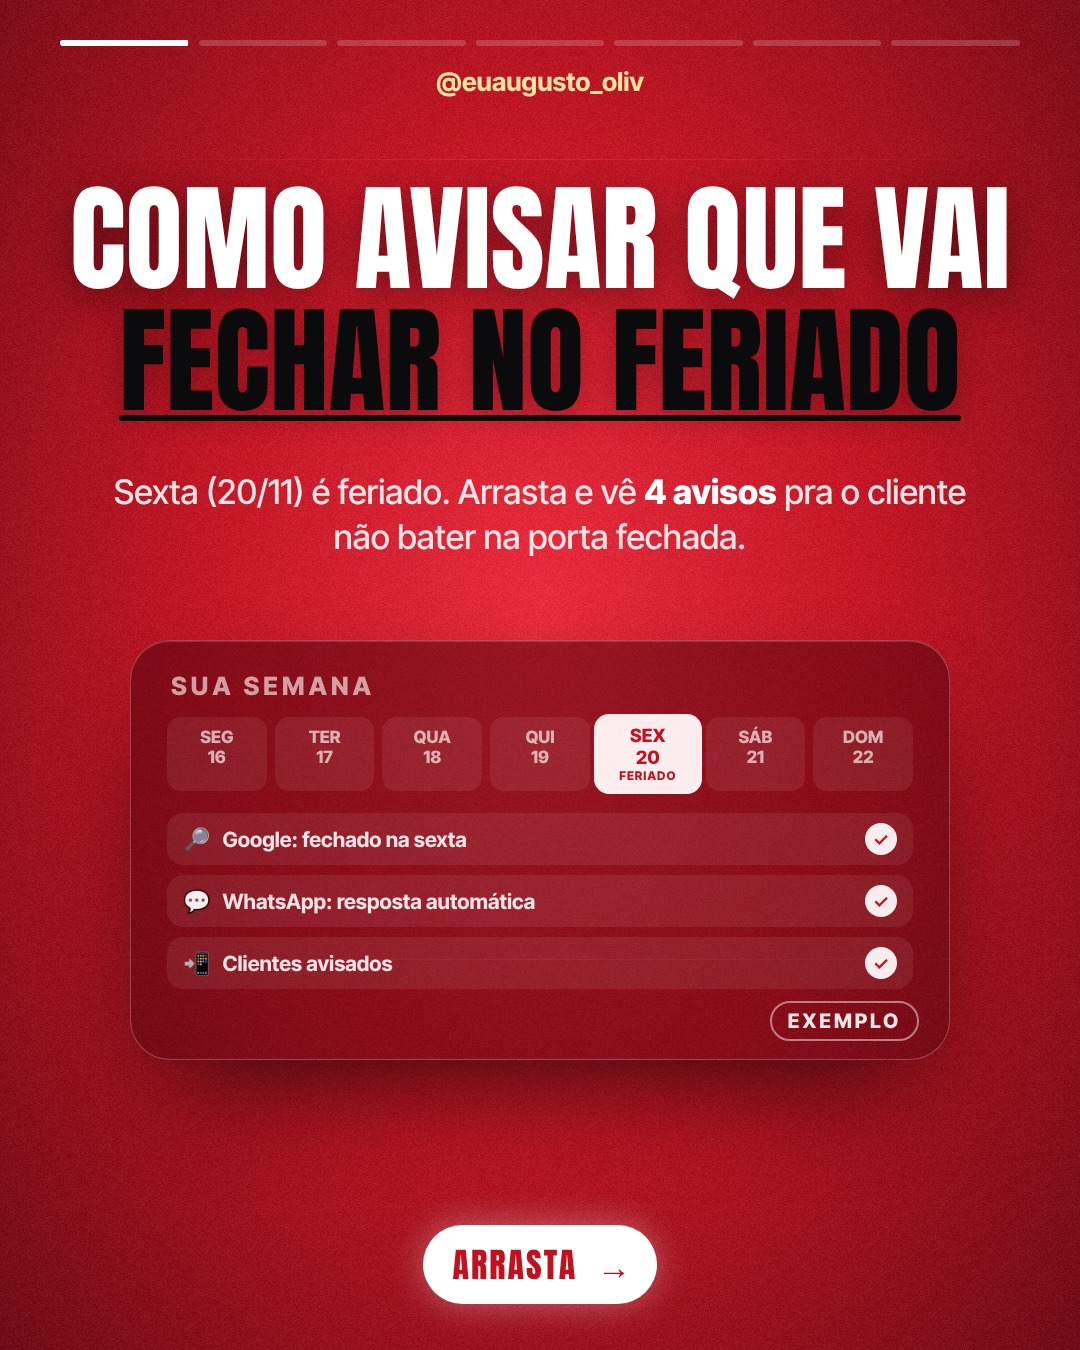 @euaugusto_oliv
COMO AVISAR QUE VAI
FECHAR NO FERIADO
Sexta (20/11) é feriado. Arrasta e vê 4 avisos pra o cliente
não bater na porta fechada.
SUA SEMANA
SEG TER QUA QUI SEX SÁB DOM
16 17 18 19 20 21 22
FERIADO
Google: fechado na sexta
WhatsApp: resposta automática
Clientes avisados
EXEMPLO
ARRASTA →